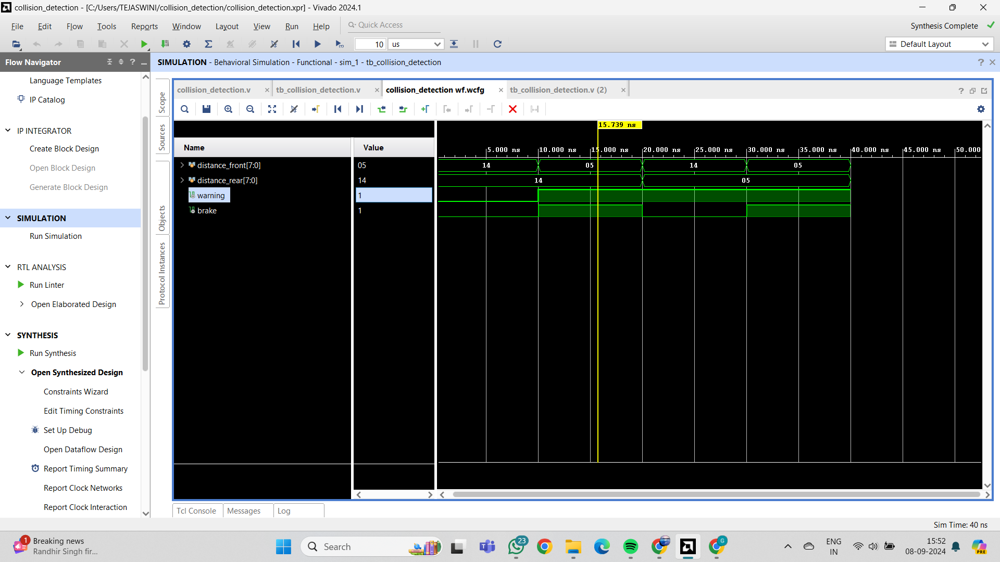 collision_detection - [C:/Users/TEJASWINI/collision_detection/collision_detection.xpr] - Vivado 2024.1
File Edit Flow Tools Reports Window Layout View Run Help Quick Access Synthesis Complete
10 us Default Layout
Flow Navigator ? SIMULATION - Behavioral Simulation - Functional - sim_1 - tb_collision_detection ?
Language Templates
IP Catalog
IP INTEGRATOR
Create Block Design
Open Block Design
Generate Block Design
SIMULATION
Run Simulation
RTL ANALYSIS
Run Linter
Open Elaborated Design
SYNTHESIS
Run Synthesis
Open Synthesized Design
Constraints Wizard
Edit Timing Constraints
Set Up Debug
Open Dataflow Design
Report Timing Summary
Report Clock Networks
Report Clock Interaction
Scope
Sources
Objects
Protocol Instances
collision_detection.v tb_collision_detection.v collision_detection wf.wcfg tb_collision_detection.v (2) ?
15.739 ns
Name Value
5.000 ns 10.000 ns 15.000 ns 20.000 ns 25.000 ns 30.000 ns 35.000 ns 40.000 ns 45.000 ns 50.000
distance_front[7:0] 05 14 05 14 05
distance_rear[7:0] 14 14 05
warning 1
brake 1
Tcl Console Messages Log
Sim Time: 40 ns
1 Breaking news
Randhir Singh fir...
Search
23
G
ENG
IN
15:52
08-09-2024
PRE